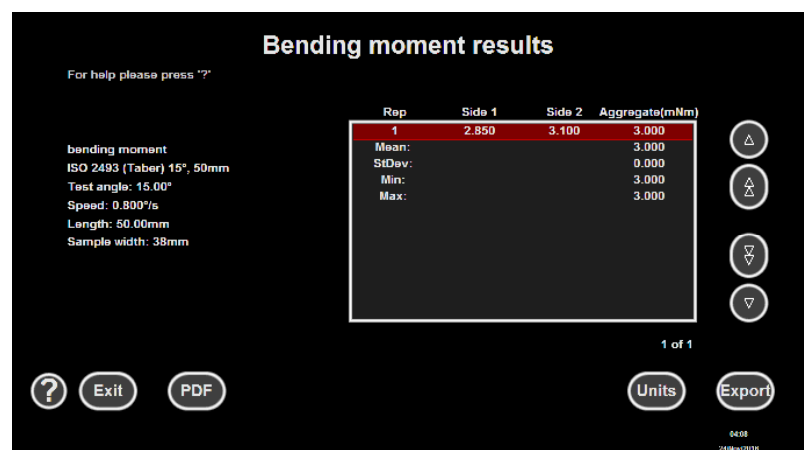 Bending moment results
For help please press '?'
Rep Side 1 Side 2 Aggregate(mNm)
1 2.850 3.100 3.000
Mean: 3.000
StDev: 0.000
Min: 3.000
Max: 3.000
bending moment
ISO 2493 (Taber) 15°, 50mm
Test angle: 15.00°
Speed: 0.800°/s
Length: 50.00mm
Sample width: 38mm
1 of 1
? Exit PDF Units Export
04:08